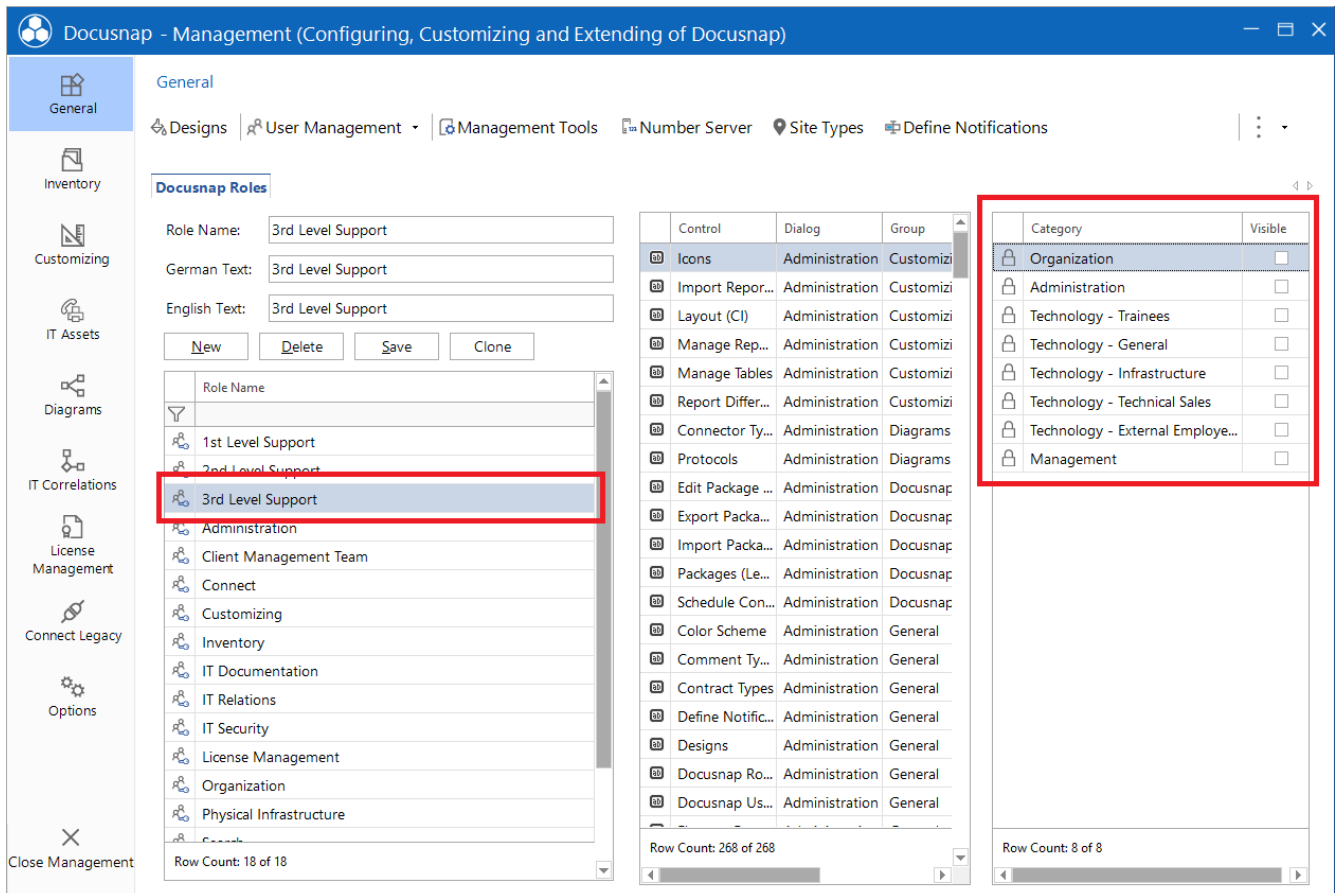 Docusnap - Management (Configuring, Customizing and Extending of Docusnap)
General
Inventory
Customizing
IT Assets
Diagrams
IT Correlations
License
Management
Connect Legacy
Options
Close Management
General
Designs User Management Management Tools Number Server Site Types Define Notifications
Docusnap Roles
Role Name: 3rd Level Support
German Text: 3rd Level Support
English Text: 3rd Level Support
New Delete Save Clone
Role Name
1st Level Support
2nd Level Support
3rd Level Support
Administration
Client Management Team
Connect
Customizing
Inventory
IT Documentation
IT Relations
IT Security
License Management
Organization
Physical Infrastructure
Search
Row Count: 18 of 18
Control Dialog Group
Icons Administration Customizi
Import Repor... Administration Customizi
Layout (CI) Administration Customizi
Manage Rep... Administration Customizi
Manage Tables Administration Customizi
Report Differ... Administration Customizi
Connector Ty... Administration Diagrams
Protocols Administration Diagrams
Edit Package ... Administration Docusnap
Export Packa... Administration Docusnap
Import Packa... Administration Docusnap
Packages (Le... Administration Docusnap
Schedule Con... Administration Docusnap
Color Scheme Administration General
Comment Ty... Administration General
Contract Types Administration General
Define Notific... Administration General
Designs Administration General
Docusnap Ro... Administration General
Docusnap Us... Administration General
Row Count: 268 of 268
Category Visible
Organization
Administration
Technology - Trainees
Technology - General
Technology - Infrastructure
Technology - Technical Sales
Technology - External Employe...
Management
Row Count: 8 of 8